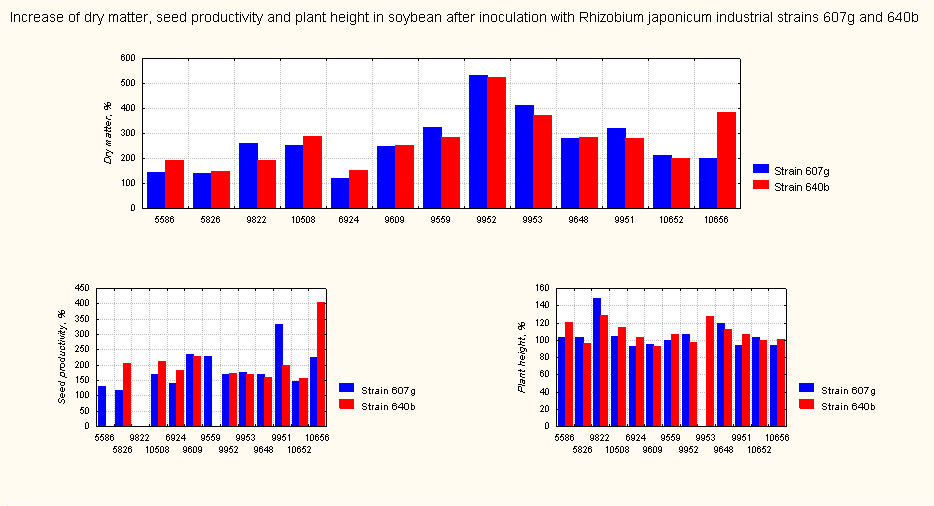 Increase of dry matter, seed productivity and plant height in soybean after inoculation with Rhizobium japonicum industrial strains 607g and 640b
Dry matter, %
600
500
400
300
200
100
0
5586 5826 9822 10508 6924 9609 9559 9952 9953 9648 9951 10652 10656
Strain 607g
Strain 640b
Seed productivity, %
450
400
350
300
250
200
150
100
50
0
5586 9822 6924 9559 9953 9951 10656
5826 10508 9609 9952 9648 10652
Strain 607g
Strain 640b
Plant height, %
160
140
120
100
80
60
40
20
0
5586 9822 6924 9559 9953 9951 10656
5826 10508 9609 9952 9648 10652
Strain 607g
Strain 640b